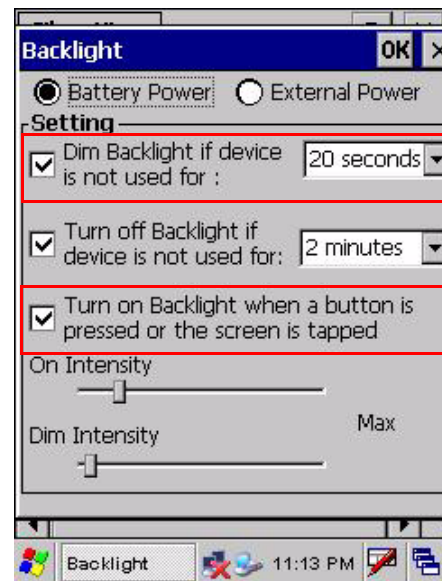 Backlight OK ×
Battery Power External Power
Setting
Dim Backlight if device
is not used for :
20 seconds
Turn off Backlight if
device is not used for:
2 minutes
Turn on Backlight when a button is
pressed or the screen is tapped
On Intensity
Max
Dim Intensity
Backlight 11:13 PM